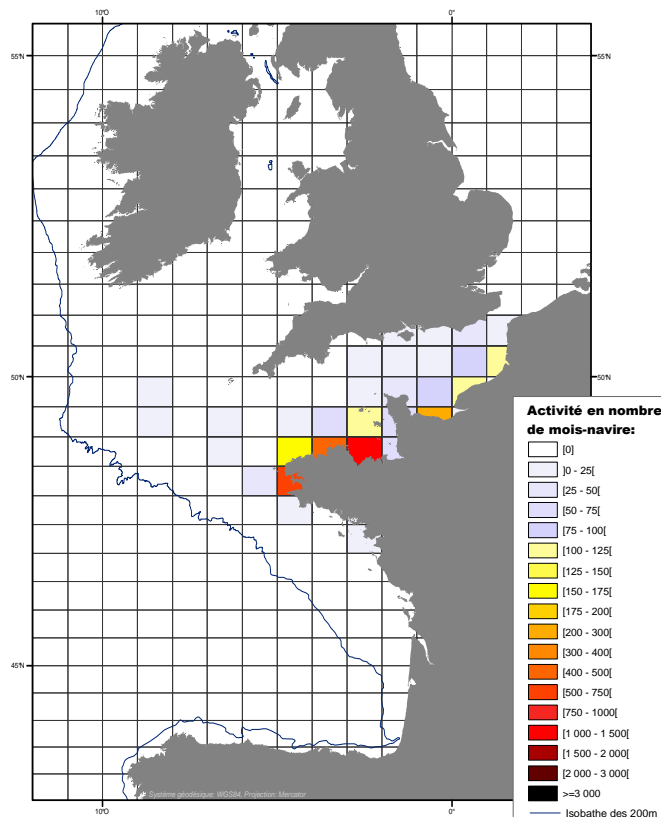 10°O
0°
55°N
55°N
50°N
50°N
45°N
Activité en nombre
de mois-navire:
[0]
]0 - 25[
[25 - 50[
[50 - 75[
[75 - 100[
[100 - 125[
[125 - 150[
[150 - 175[
[175 - 200[
[200 - 300[
[300 - 400[
[400 - 500[
[500 - 750[
[750 - 1000[
[1 000 - 1 500[
[1 500 - 2 000[
[2 000 - 3 000[
>=3 000
Isobathe des 200m
Système géodésique: WGS84, Projection: Mercator
10°O
0°